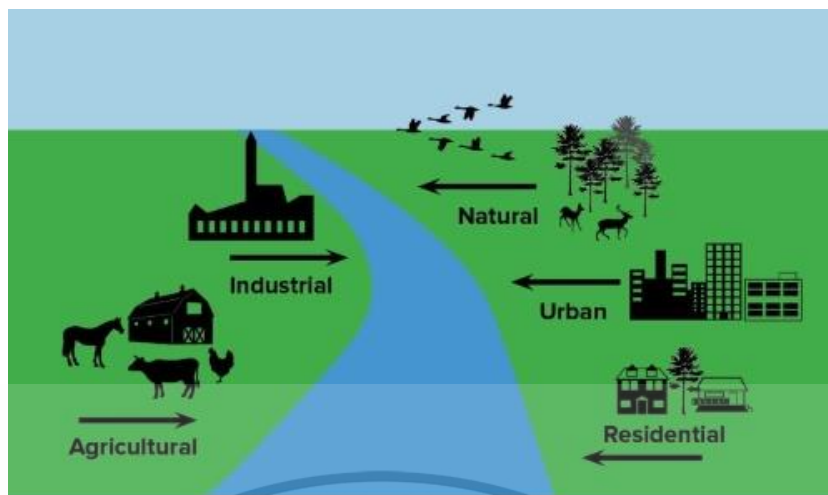 Natural
Industrial
Urban
Agricultural
Residential